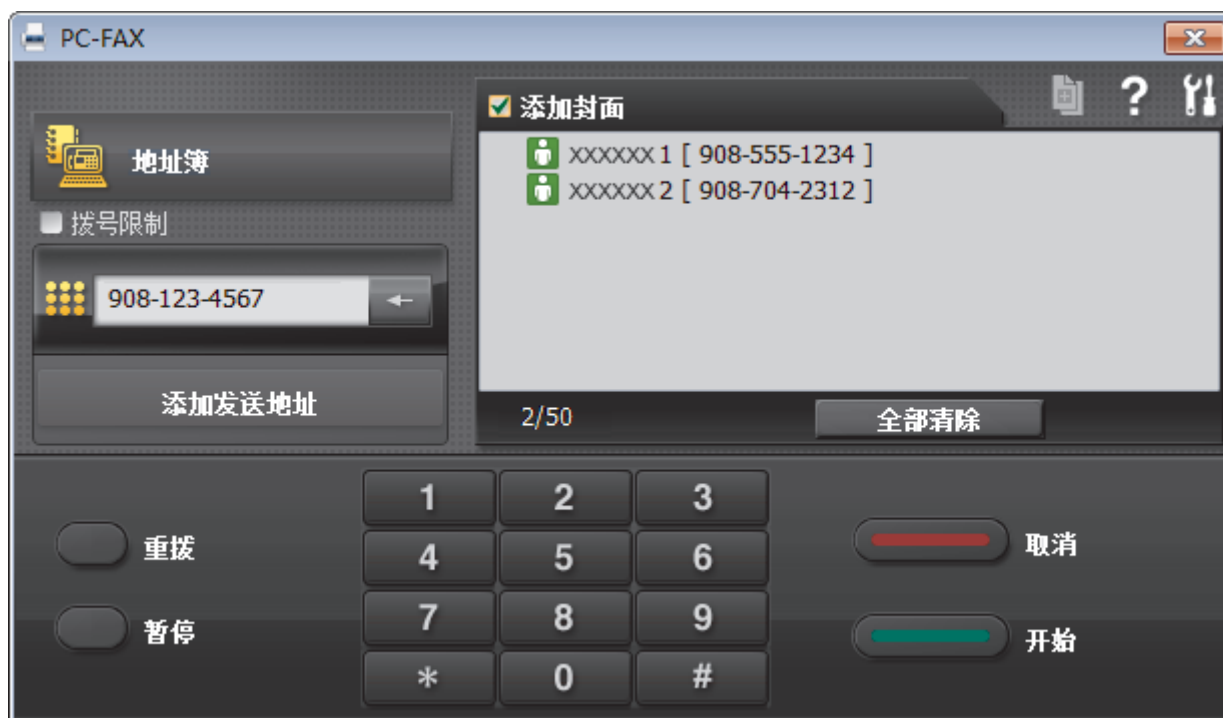 PC-FAX
地址簿
拨号限制
908-123-4567
添加发送地址
添加封面
?
XXXXXX 1 [ 908-555-1234 ]
XXXXXX 2 [ 908-704-2312 ]
2/50
全部清除
重拨
暂停
1 2 3
4 5 6
7 8 9
* 0 #
取消
开始